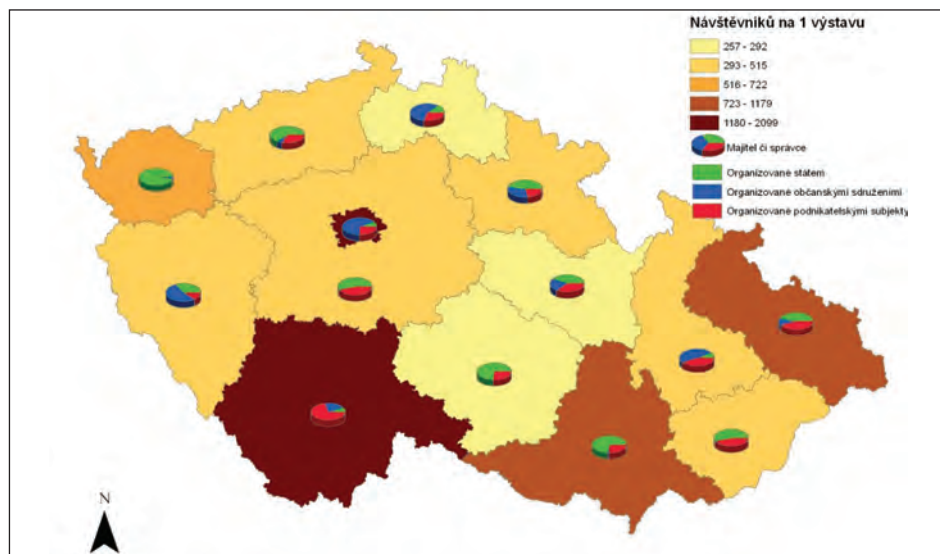 Návštěvníků na 1 výstavu
257 - 292
293 - 515
516 - 722
723 - 1179
1180 - 2099
Majitel či správce
Organizované státem
Organizované občanskými sdruženími
Organizované podnikatelskými subjekty
N